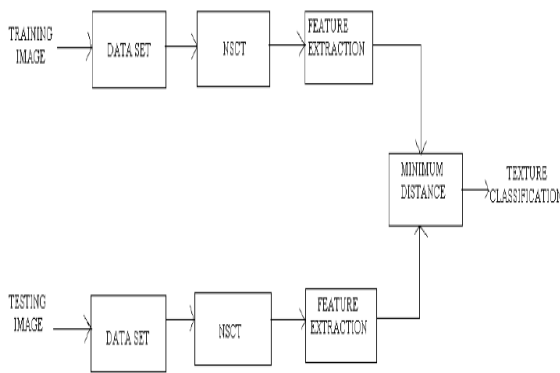 TRAINING
IMAGE
DATA SET
NSCT
FEATURE
EXTRACTION
MINIMUM
DISTANCE
TEXTURE
CLASSIFICATION
TESTING
IMAGE
DATA SET
NSCT
FEATURE
EXTRACTION